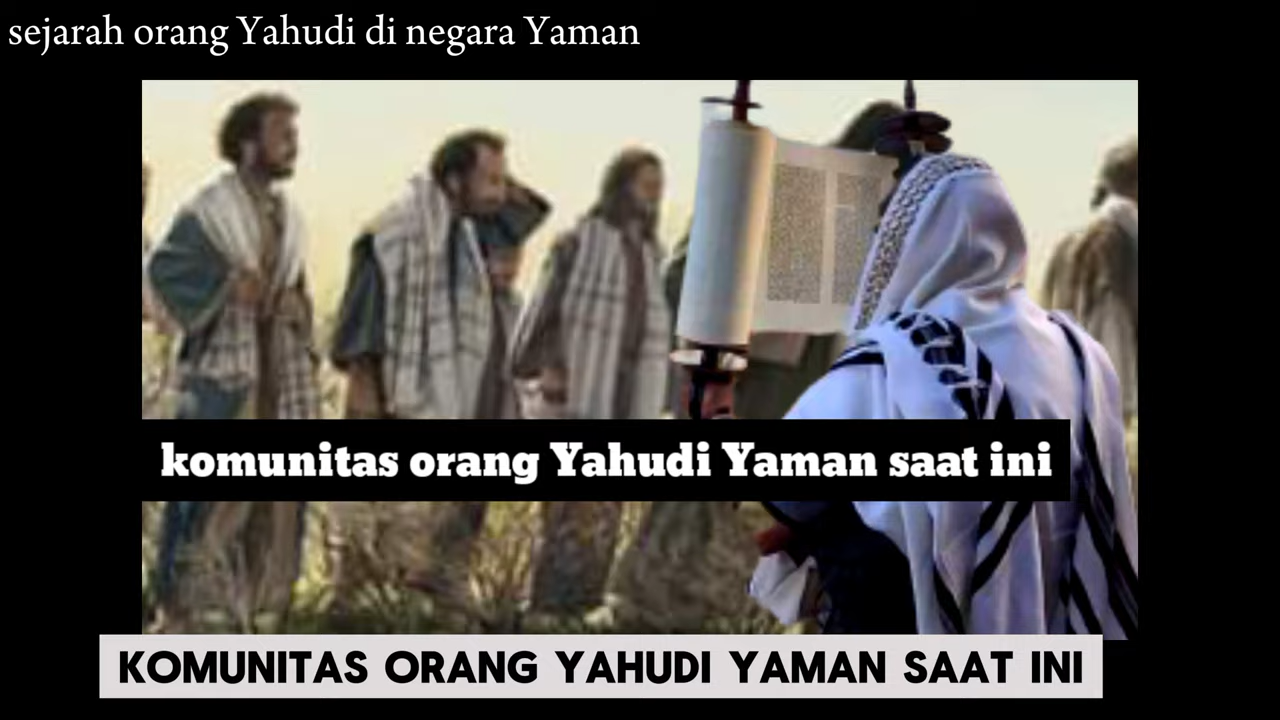 sejarah orang Yahudi di negara Yaman
komunitas orang Yahudi Yaman saat ini
KOMUNITAS ORANG YAHUDI YAMAN SAAT INI